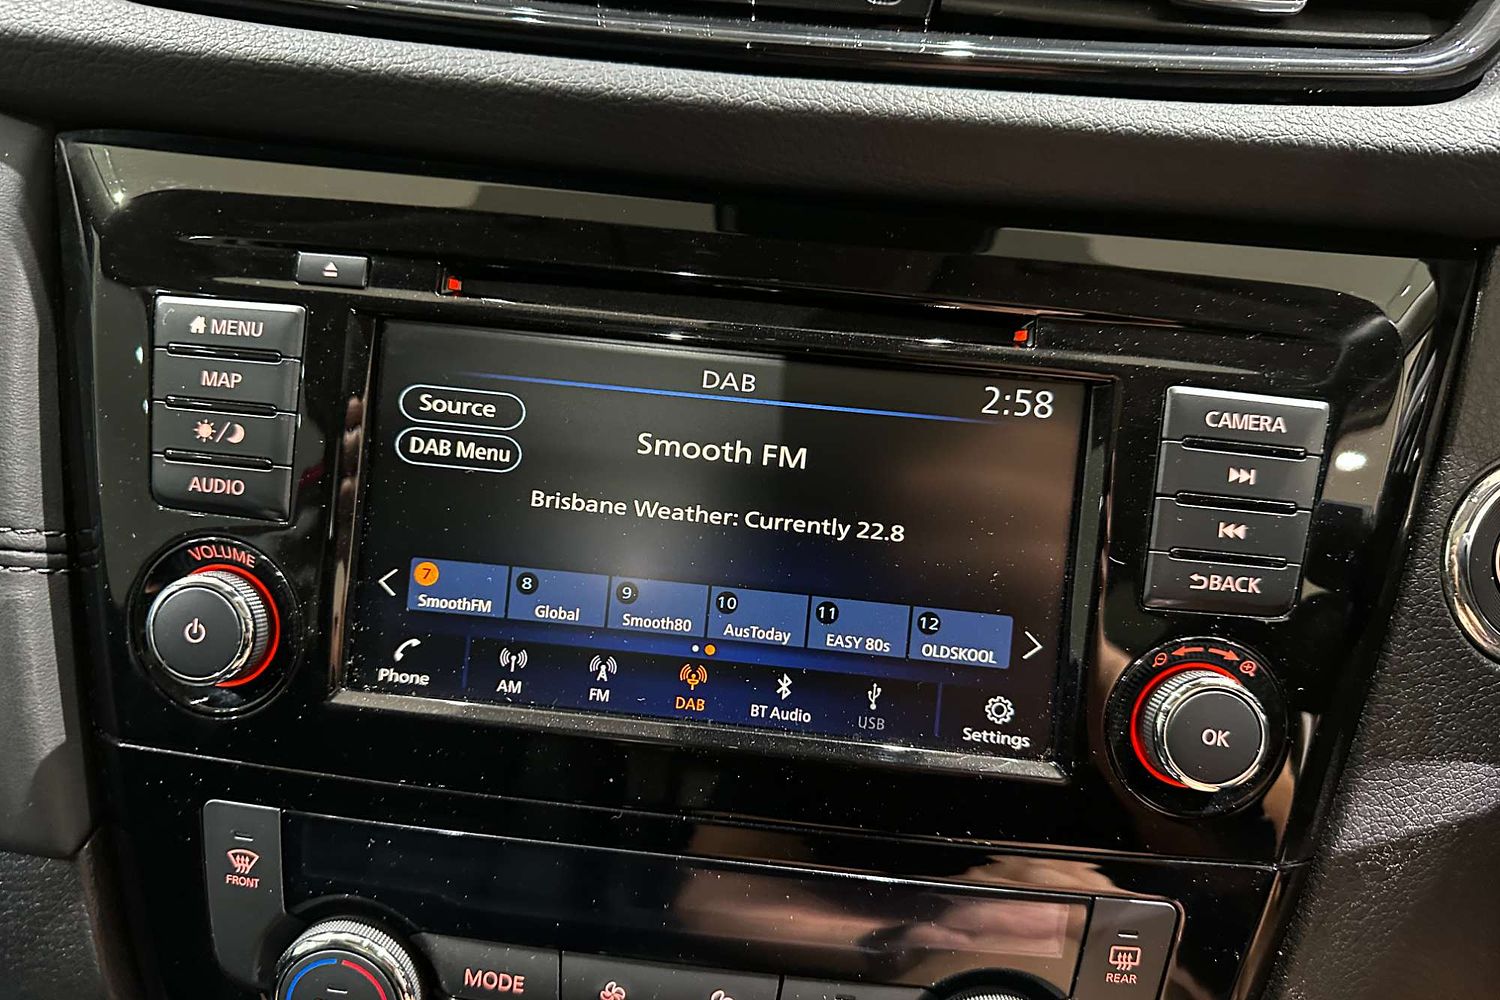 MENU
MAP
AUDIO
VOLUME
DAB
2:58
Source
DAB Menu
Smooth FM
Brisbane Weather: Currently 22.8
7
SmoothFM
8
Global
9
Smooth80
10
AusToday
11
EASY 80s
12
OLDSKOOL
Phone
AM
FM
DAB
BT Audio
USB
Settings
CAMERA
BACK
OK
FRONT
MODE
REAR